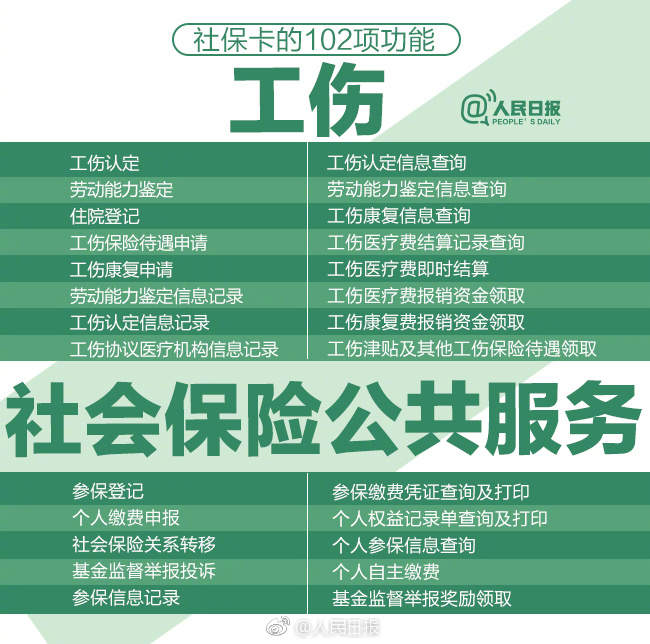 社保卡的102项功能
工伤
@人民日报
PEOPLE'S DAILY
工伤认定 工伤认定信息查询
劳动能力鉴定 劳动能力鉴定信息查询
住院登记 工伤康复信息查询
工伤保险待遇申请 工伤医疗费结算记录查询
工伤康复申请 工伤医疗费即时结算
劳动能力鉴定信息记录 工伤医疗费报销资金领取
工伤认定信息记录 工伤康复费报销资金领取
工伤协议医疗机构信息记录 工伤津贴及其他工伤保险待遇领取
社会保险公共服务
参保登记 参保缴费凭证查询及打印
个人缴费申报 个人权益记录单查询及打印
社会保险关系转移 个人参保信息查询
基金监督举报投诉 个人自主缴费
参保信息记录 基金监督举报奖励领取
@人民日报